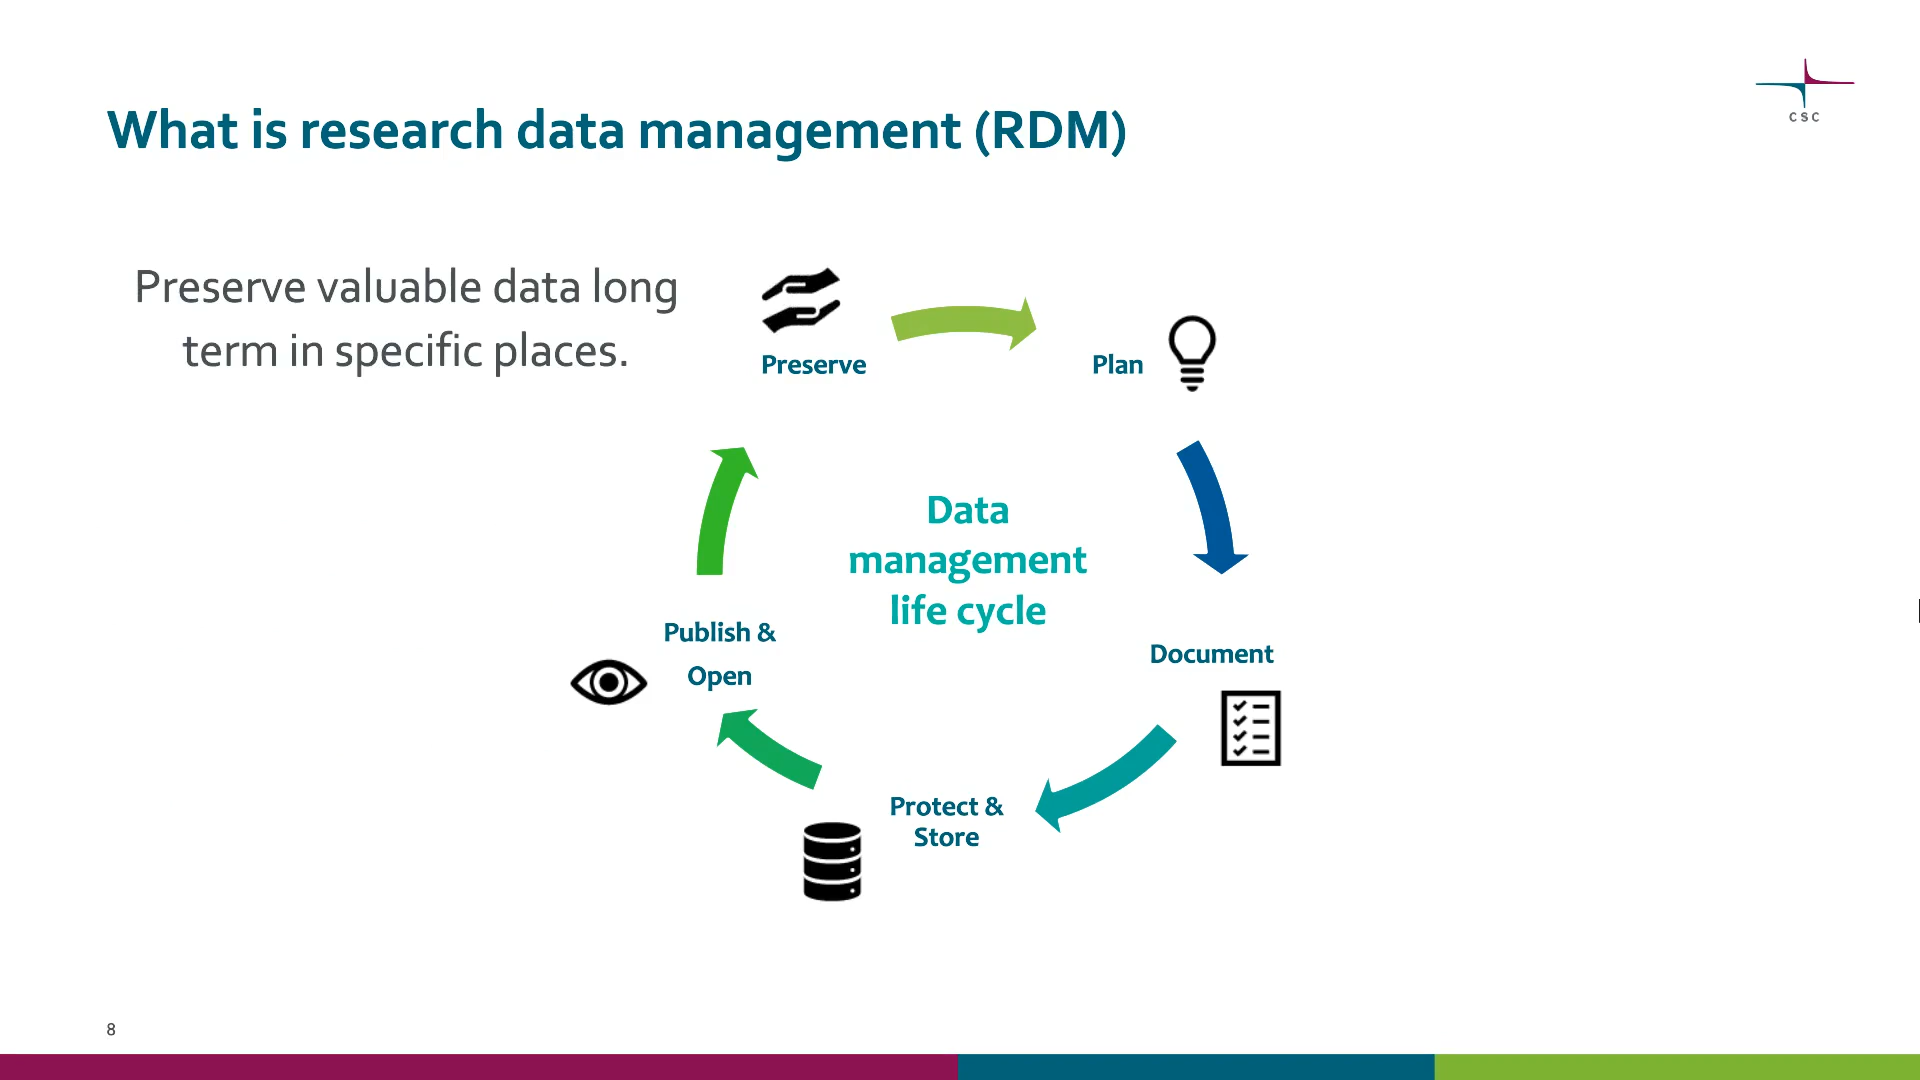 CSC
What is research data management (RDM)
Preserve valuable data long
term in specific places.
Preserve
Plan
Data
management
life cycle
Publish &
Open
Document
Protect &
Store
8